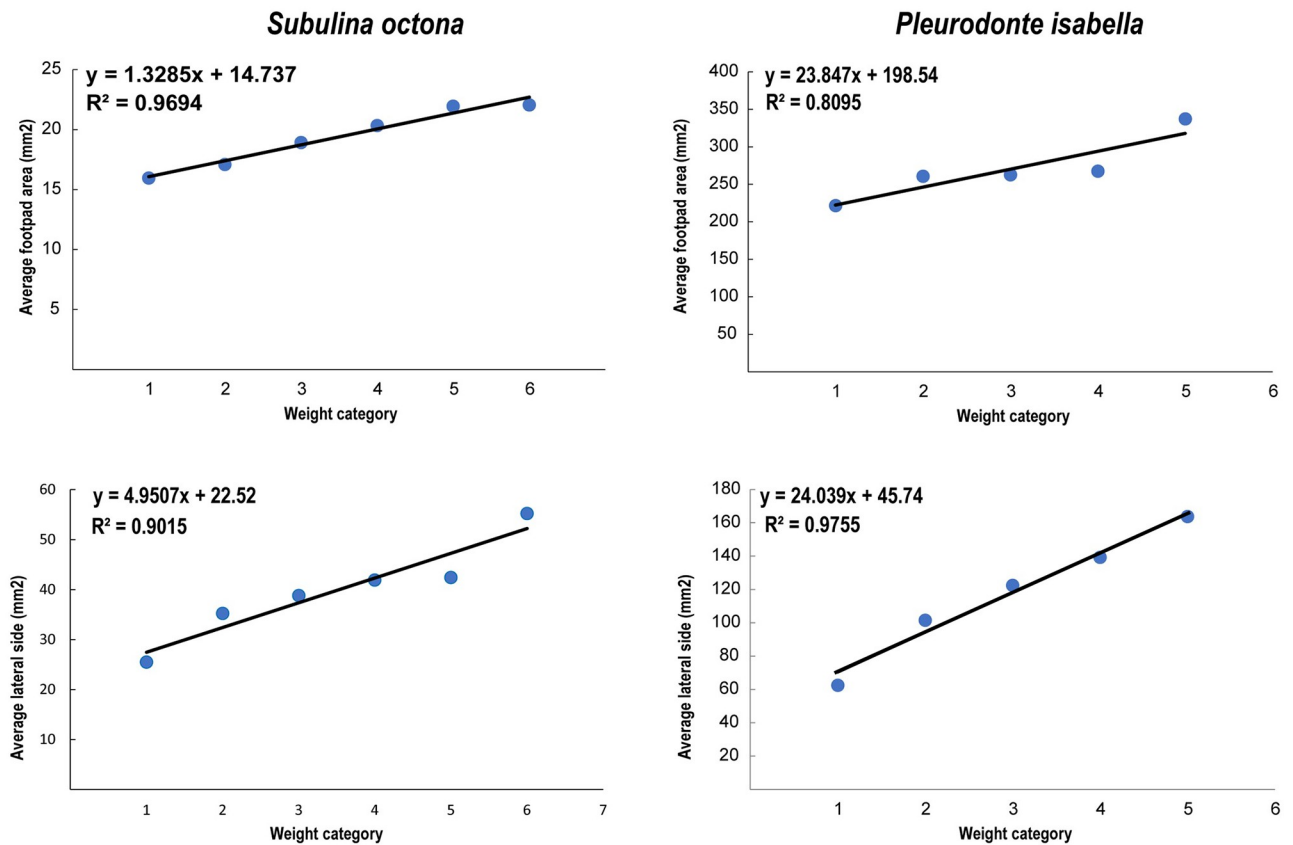 Subulina octona
Pleurodonte isabella
y = 1.3285x + 14.737
R² = 0.9694
Average footpad area (mm2)
25
20
15
10
5
1 2 3 4 5 6
Weight category
y = 23.847x + 198.54
R² = 0.8095
Average footpad area (mm2)
400
350
300
250
200
150
100
50
1 2 3 4 5 6
Weight category
y = 4.9507x + 22.52
R² = 0.9015
Average lateral side (mm2)
60
50
40
30
20
10
1 2 3 4 5 6 7
Weight category
y = 24.039x + 45.74
R² = 0.9755
Average lateral side (mm2)
180
160
140
120
100
80
60
40
20
1 2 3 4 5 6
Weight category